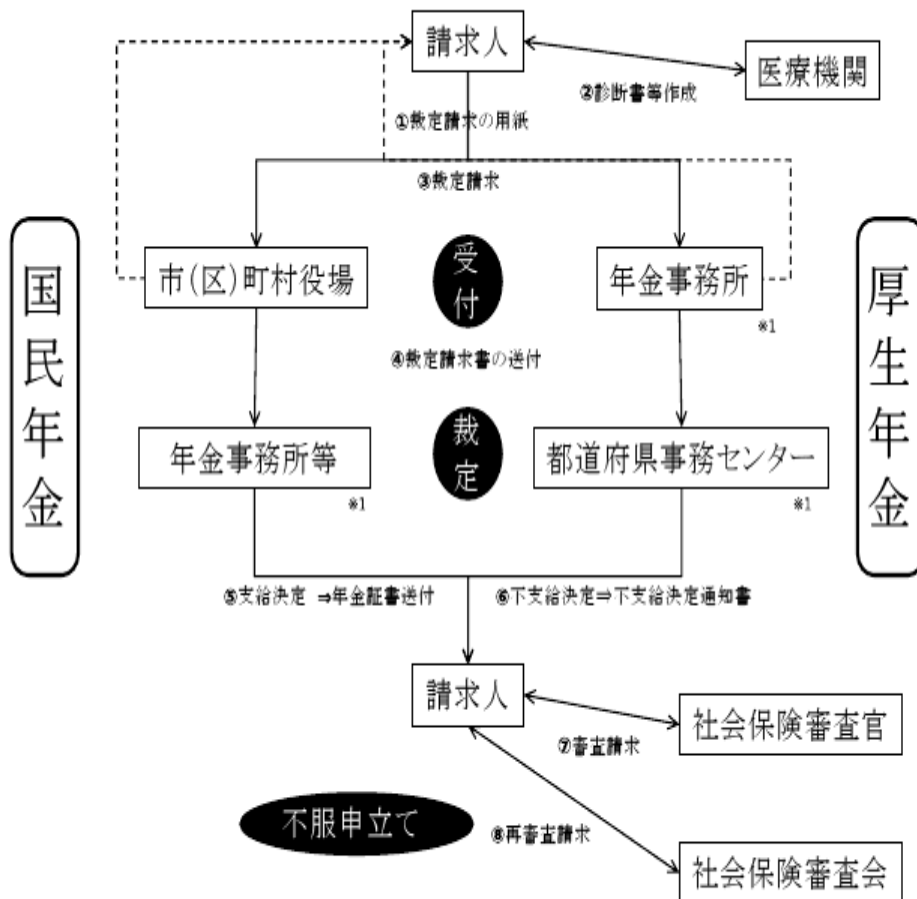 請求人
医療機関
②診断書等作成
①裁定請求の用紙
③裁定請求
国民年金
厚生年金
市(区)町村役場
受付
年金事務所
※1
④裁定請求書の送付
年金事務所等
※1
裁定
都道府県事務センター
※1
⑤支給決定 ⇒年金証書送付
⑥下支給決定⇒下支給決定通知書
請求人
社会保険審査官
⑦審査請求
不服申立て
⑧再審査請求
社会保険審査会